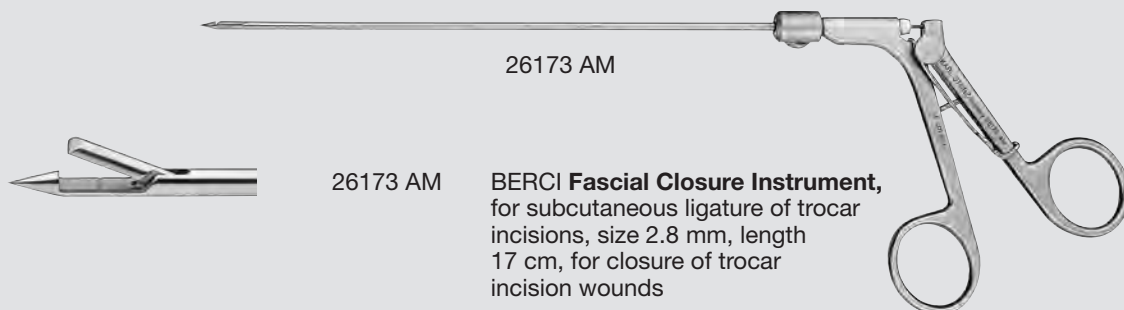 26173 AM
26173 AM
BERCI Fascial Closure Instrument,
for subcutaneous ligature of trocar
incisions, size 2.8 mm, length
17 cm, for closure of trocar
incision wounds